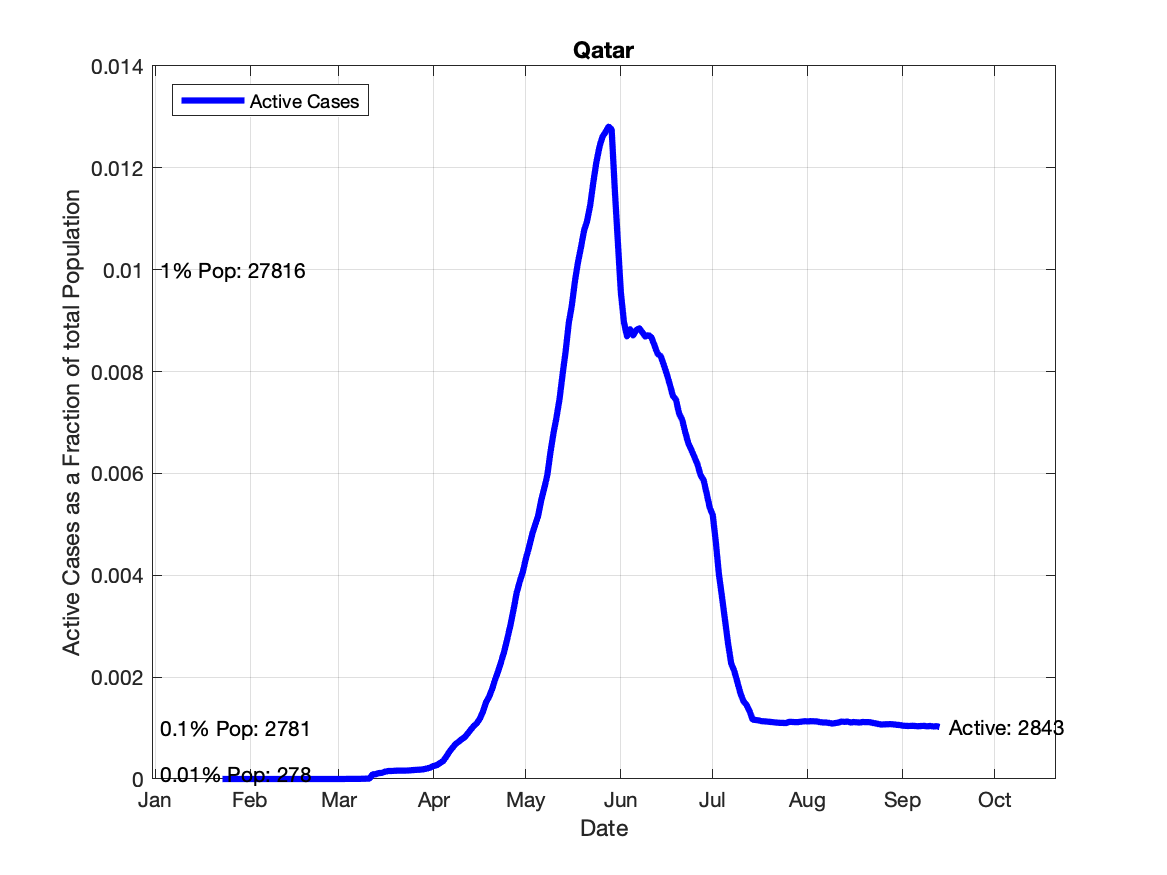 Qatar
0.014
Active Cases
0.012
0.01
1% Pop: 27816
0.008
0.006
0.004
0.002
0.1% Pop: 2781
Active: 2843
0.01% Pop: 278
0
Jan Feb Mar Apr May Jun Jul Aug Sep Oct
Date
Active Cases as a Fraction of total Population